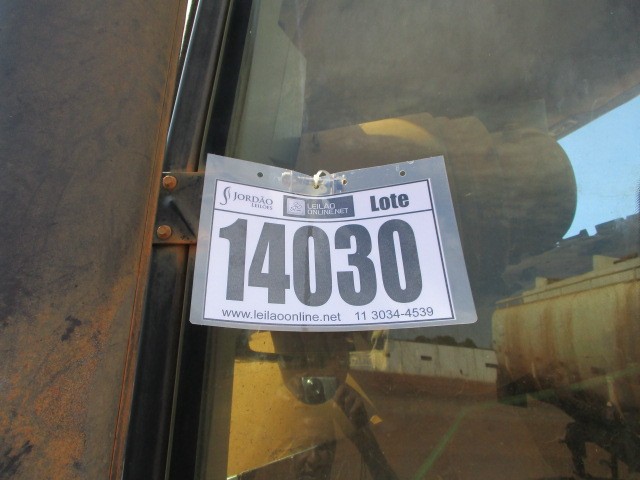 JORDÃO
LEILÕES
LEILÃO
ONLINE.NET
Lote
14030
www.leilaoonline.net 11 3034-4539